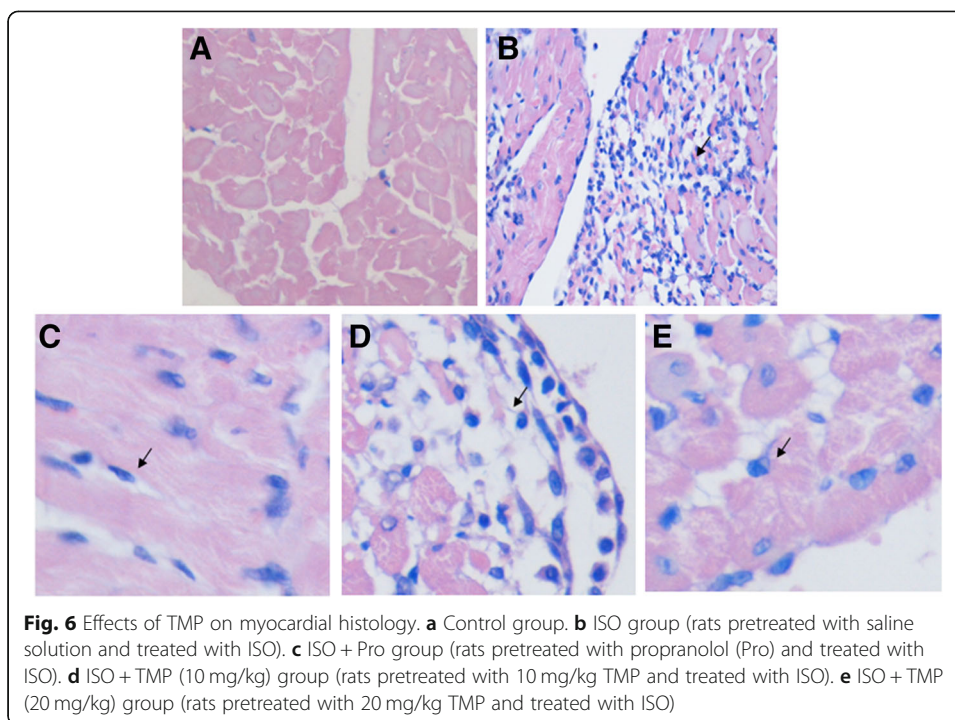 A
B
C
D
E
Fig. 6 Effects of TMP on myocardial histology. a Control group. b ISO group (rats pretreated with saline
solution and treated with ISO). c ISO + Pro group (rats pretreated with propranolol (Pro) and treated with
ISO). d ISO + TMP (10 mg/kg) group (rats pretreated with 10 mg/kg TMP and treated with ISO). e ISO + TMP
(20 mg/kg) group (rats pretreated with 20 mg/kg TMP and treated with ISO)